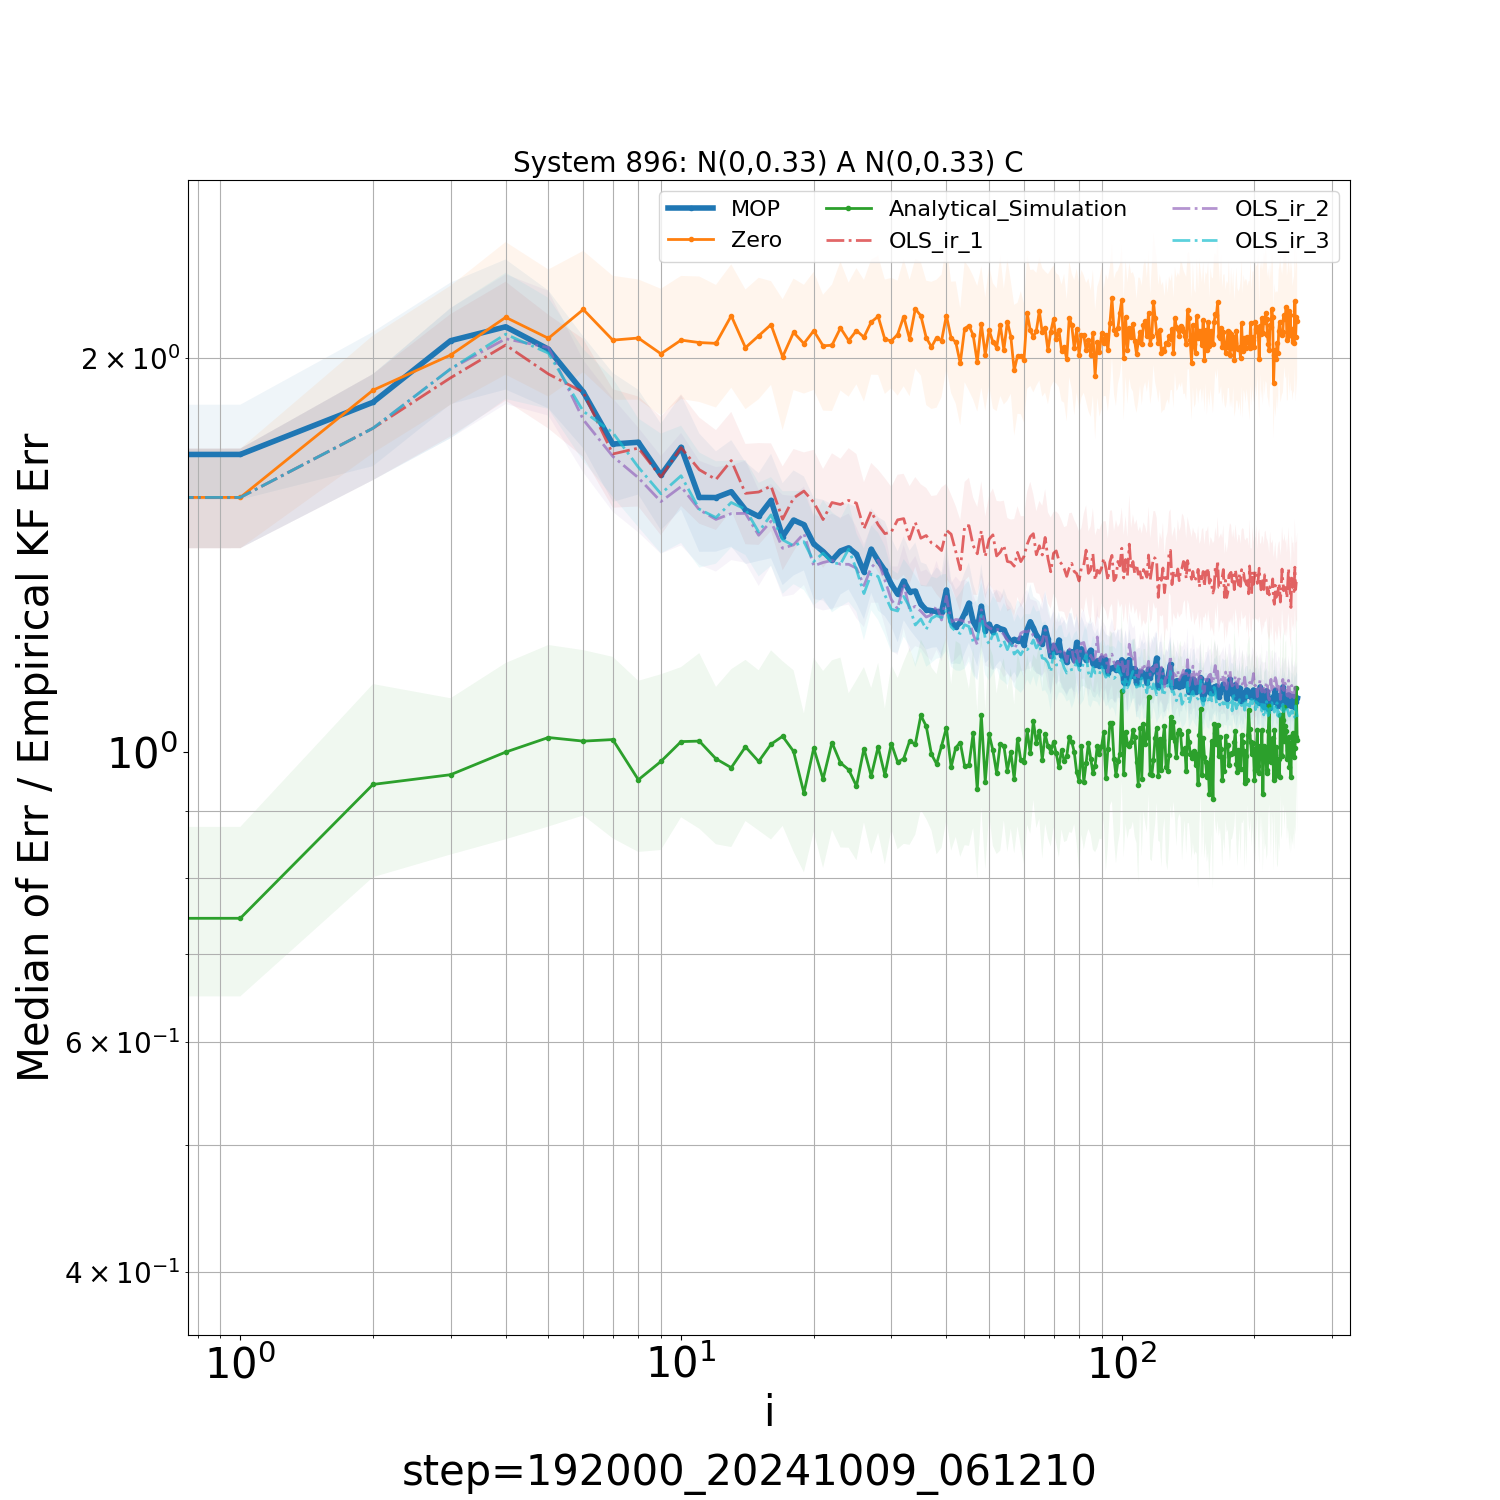 System 896: N(0,0.33) A N(0,0.33) C
MOP
Zero
Analytical_Simulation
OLS_ir_1
OLS_ir_2
OLS_ir_3
Median of Err / Empirical KF Err
2 × 10⁰
10⁰
6 × 10⁻¹
4 × 10⁻¹
10⁰ 10¹ 10²
i
step=192000_20241009_061210